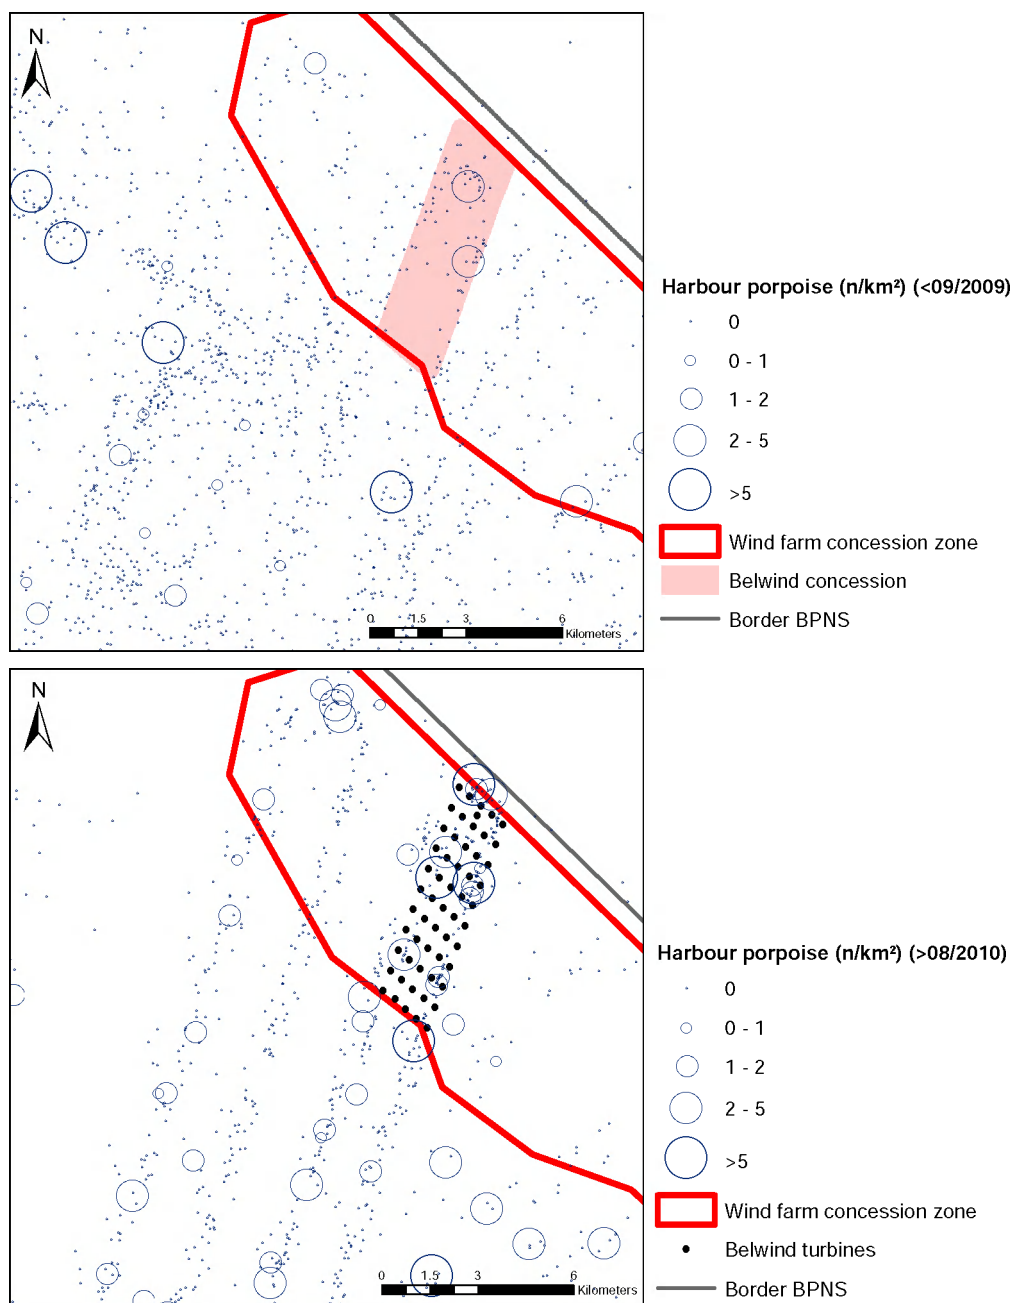 N
0 1.5 3 6
Kilometers
Harbour porpoise (n/km²) (<09/2009)
0
0 - 1
1 - 2
2 - 5
>5
Wind farm concession zone
Belwind concession
Border BPNS
N
0 1.5 3 6
Kilometers
Harbour porpoise (n/km²) (>08/2010)
0
0 - 1
1 - 2
2 - 5
>5
Wind farm concession zone
Belwind turbines
Border BPNS